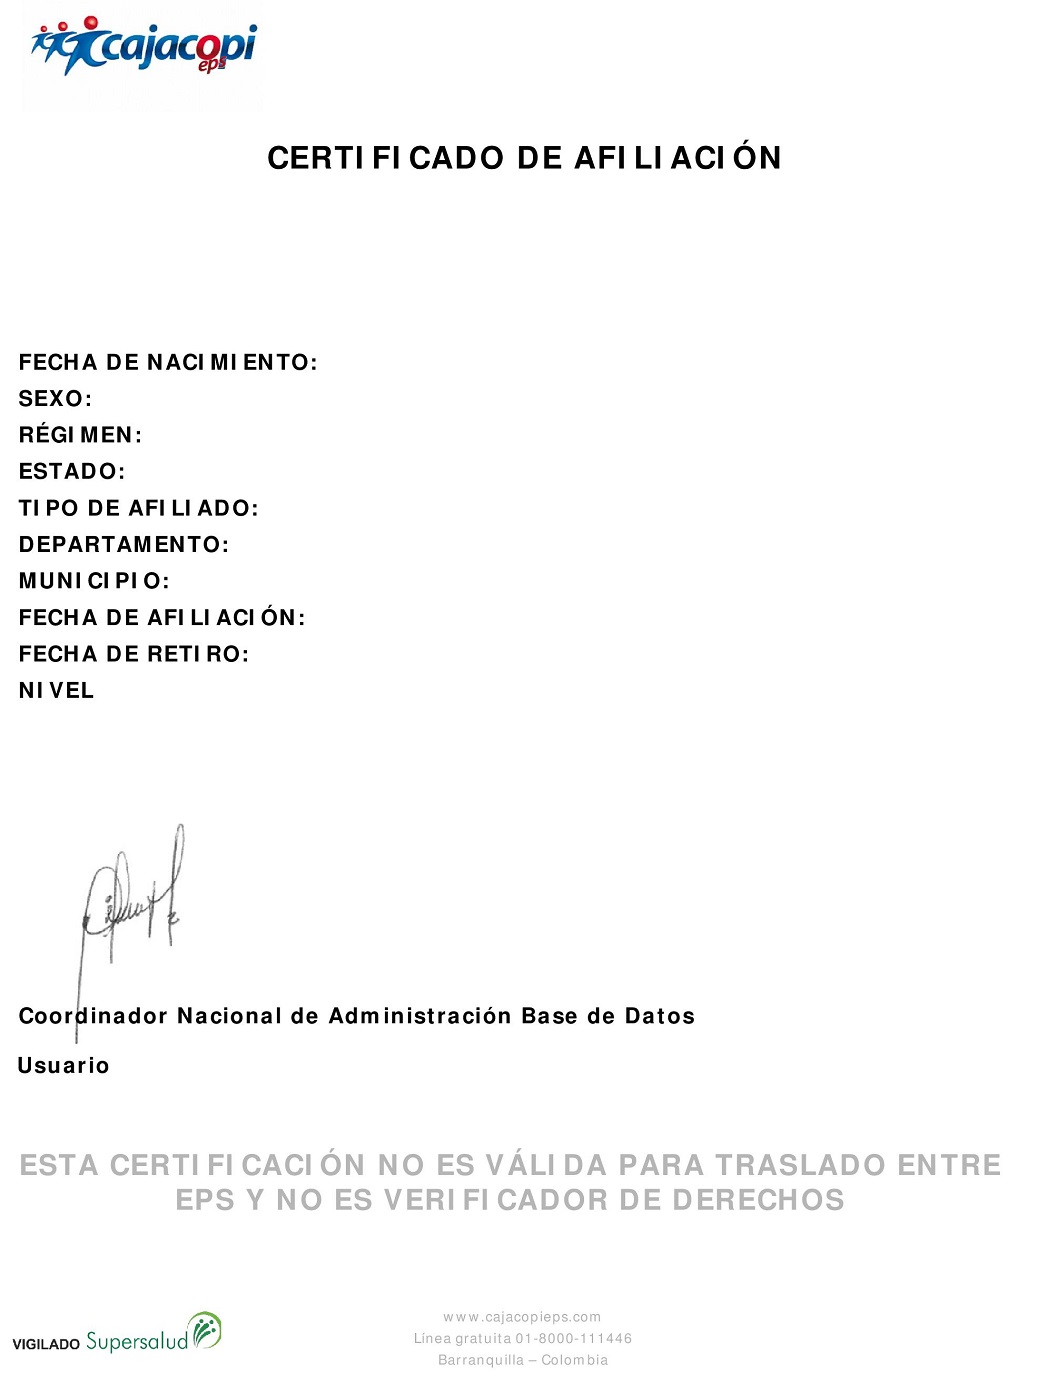 cajacopi
eps
CERTIFICADO DE AFILIACIÓN
FECHA DE NACIMIENTO:
SEXO:
RÉGIMEN:
ESTADO:
TIPO DE AFILIADO:
DEPARTAMENTO:
MUNICIPIO:
FECHA DE AFILIACIÓN:
FECHA DE RETIRO:
NIVEL
Coordinador Nacional de Administración Base de Datos
Usuario
ESTA CERTIFICACIÓN NO ES VÁLIDA PARA TRASLADO ENTRE
EPS Y NO ES VERIFICADOR DE DERECHOS
VIGILADO Supersalud
www.cajacopieps.com
Línea gratuita 01-8000-111446
Barranquilla – Colombia